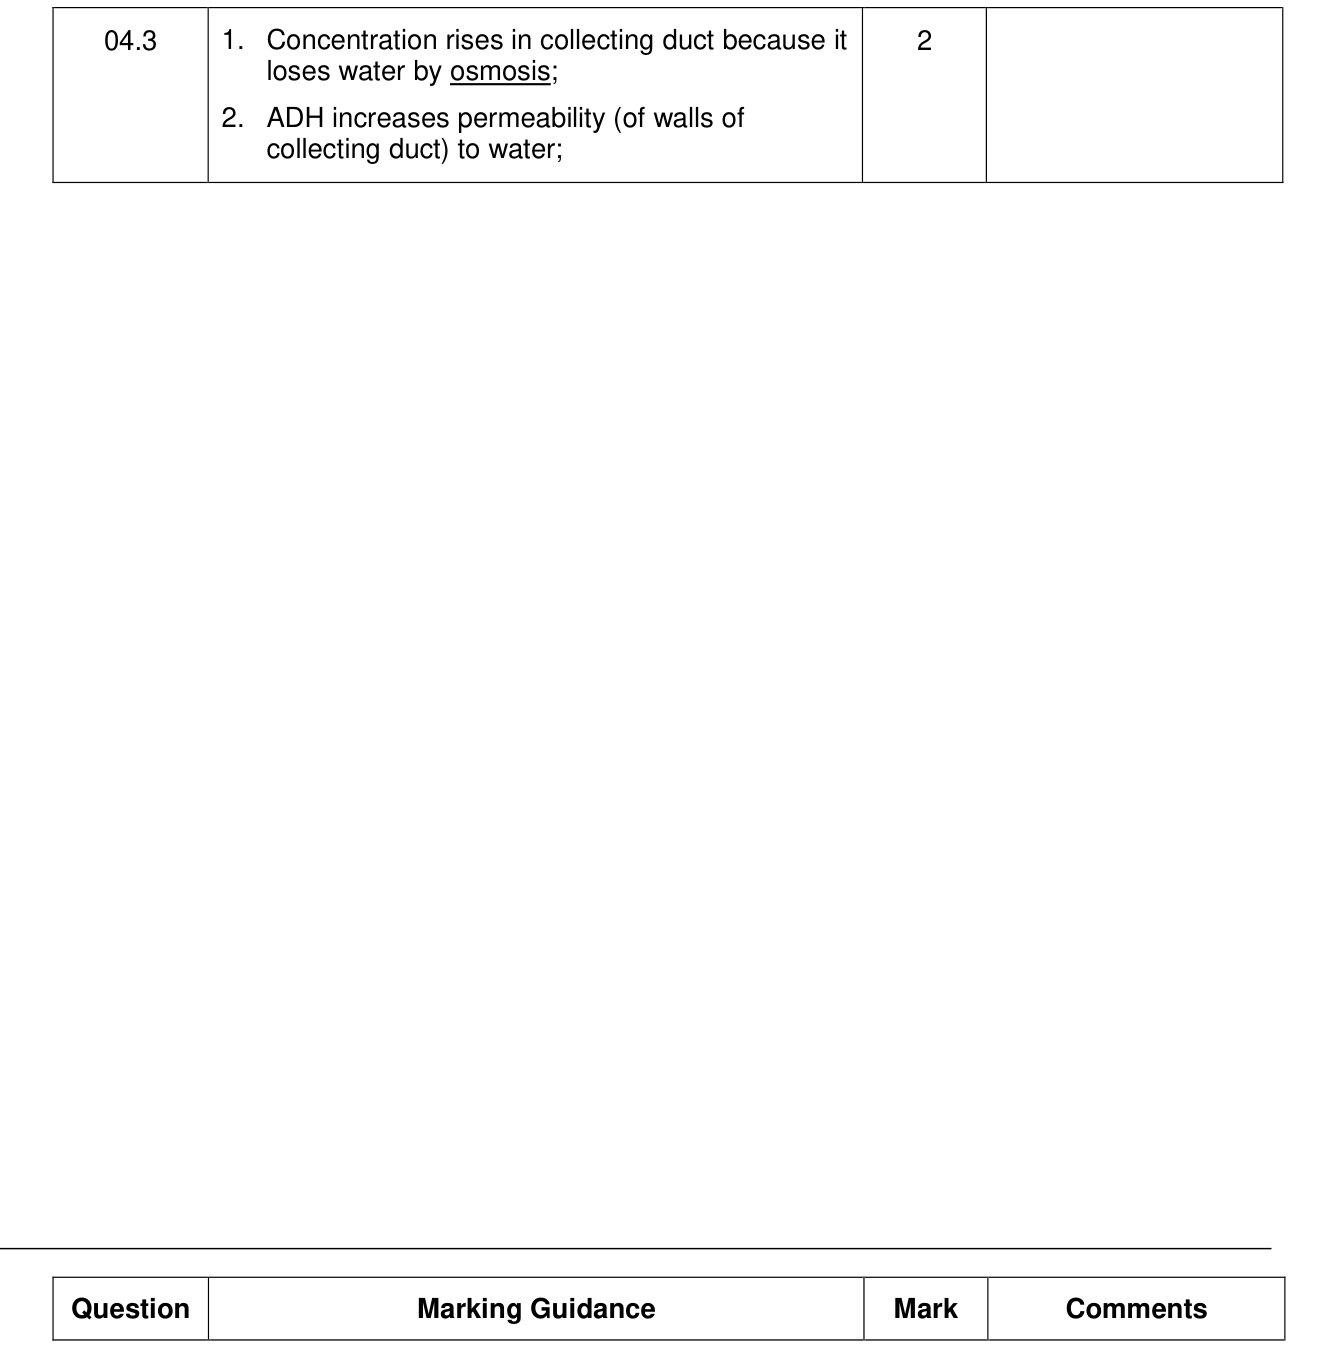 04.3 1. Concentration rises in collecting duct because it 2
loses water by osmosis;
2. ADH increases permeability (of walls of
collecting duct) to water;
Question Marking Guidance Mark Comments